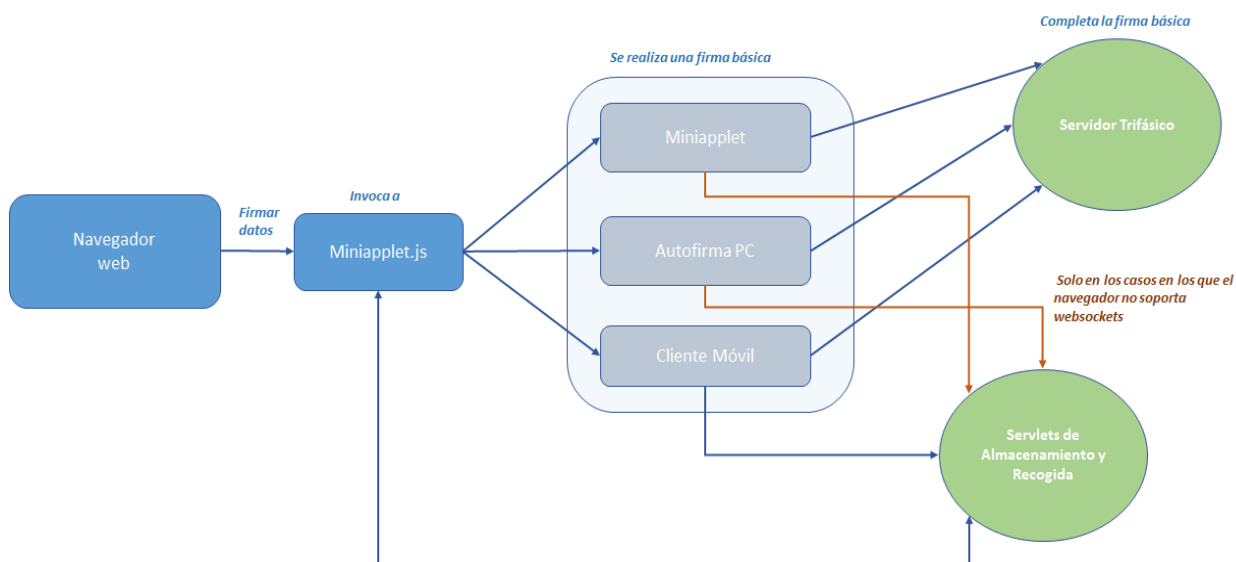 Completa la firma básica
Se realiza una firma básica
Miniapplet
Servidor Trifásico
Invoca a
Firmar
datos
Navegador
web
Miniapplet.js
Autofirma PC
Solo en los casos en los que el
navegador no soporta
websockets
Cliente Móvil
Servlets de
Almacenamiento y
Recogida